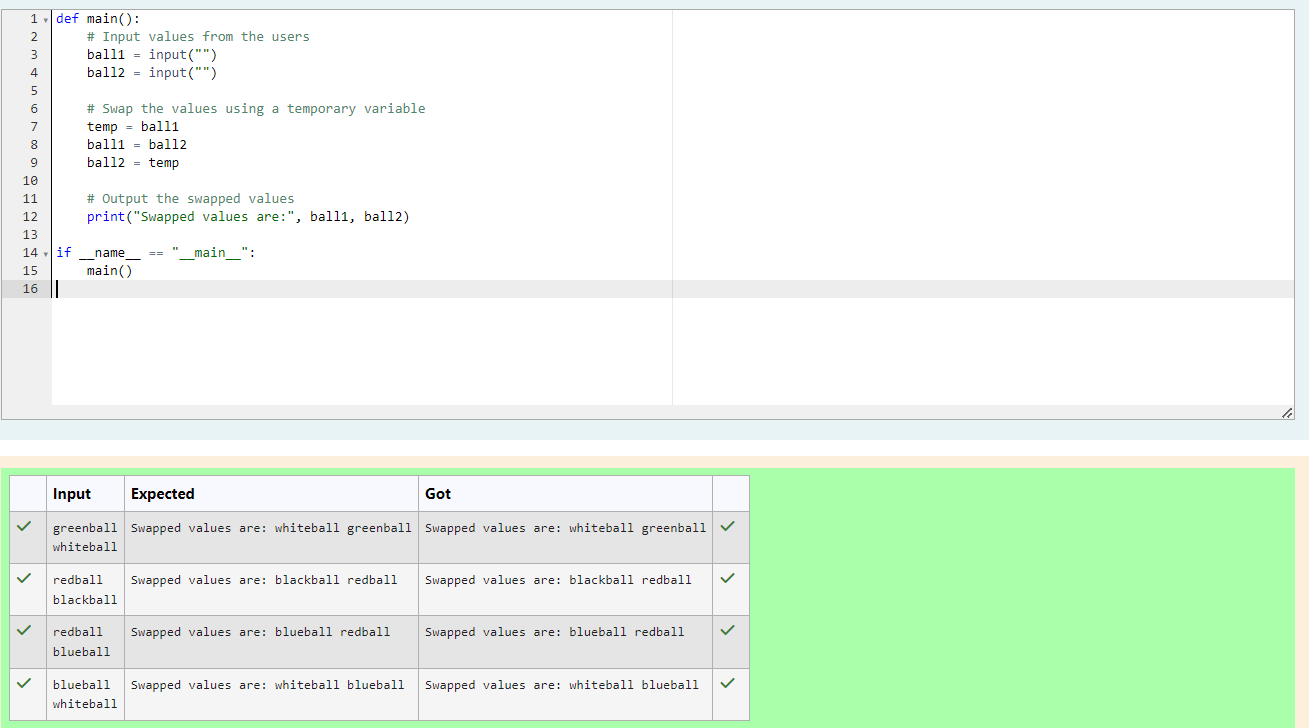 1 def main():
2     # Input values from the users
3     ball1 = input("")
4     ball2 = input("")
5
6     # Swap the values using a temporary variable
7     temp = ball1
8     ball1 = ball2
9     ball2 = temp
10
11     # Output the swapped values
12     print("Swapped values are:", ball1, ball2)
13
14 if __name__ == "__main__":
15     main()
16
Input Expected Got
greenball Swapped values are: whiteball greenball Swapped values are: whiteball greenball
whiteball
redball Swapped values are: blackball redball Swapped values are: blackball redball
blackball
redball Swapped values are: blueball redball Swapped values are: blueball redball
blueball
blueball Swapped values are: whiteball blueball Swapped values are: whiteball blueball
whiteball